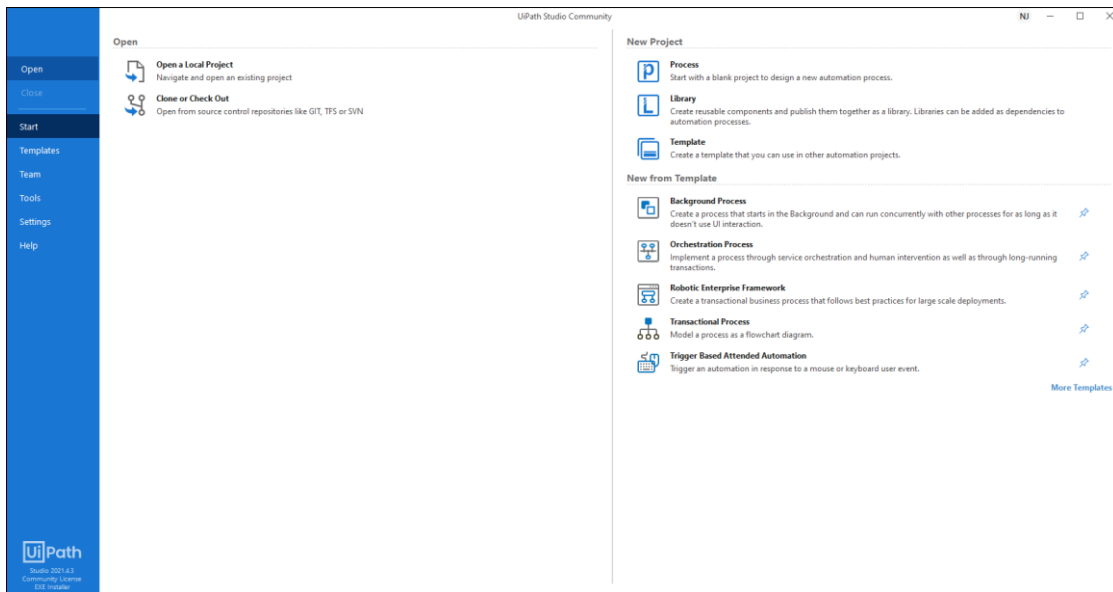 UiPath Studio Community
NJ
Open
Close
Start
Templates
Team
Tools
Settings
Help
UiPath
Studio 2021.4.3
Community License
EXE Installer
Open
Open a Local Project
Navigate and open an existing project
Clone or Check Out
Open from source control repositories like GIT, TFS or SVN
New Project
Process
Start with a blank project to design a new automation process.
Library
Create reusable components and publish them together as a library. Libraries can be added as dependencies to
automation processes.
Template
Create a template that you can use in other automation projects.
New from Template
Background Process
Create a process that starts in the Background and can run concurrently with other processes for as long as it
doesn't use UI interaction.
Orchestration Process
Implement a process through service orchestration and human intervention as well as through long-running
transactions.
Robotic Enterprise Framework
Create a transactional business process that follows best practices for large scale deployments.
Transactional Process
Model a process as a flowchart diagram.
Trigger Based Attended Automation
Trigger an automation in response to a mouse or keyboard user event.
More Templates